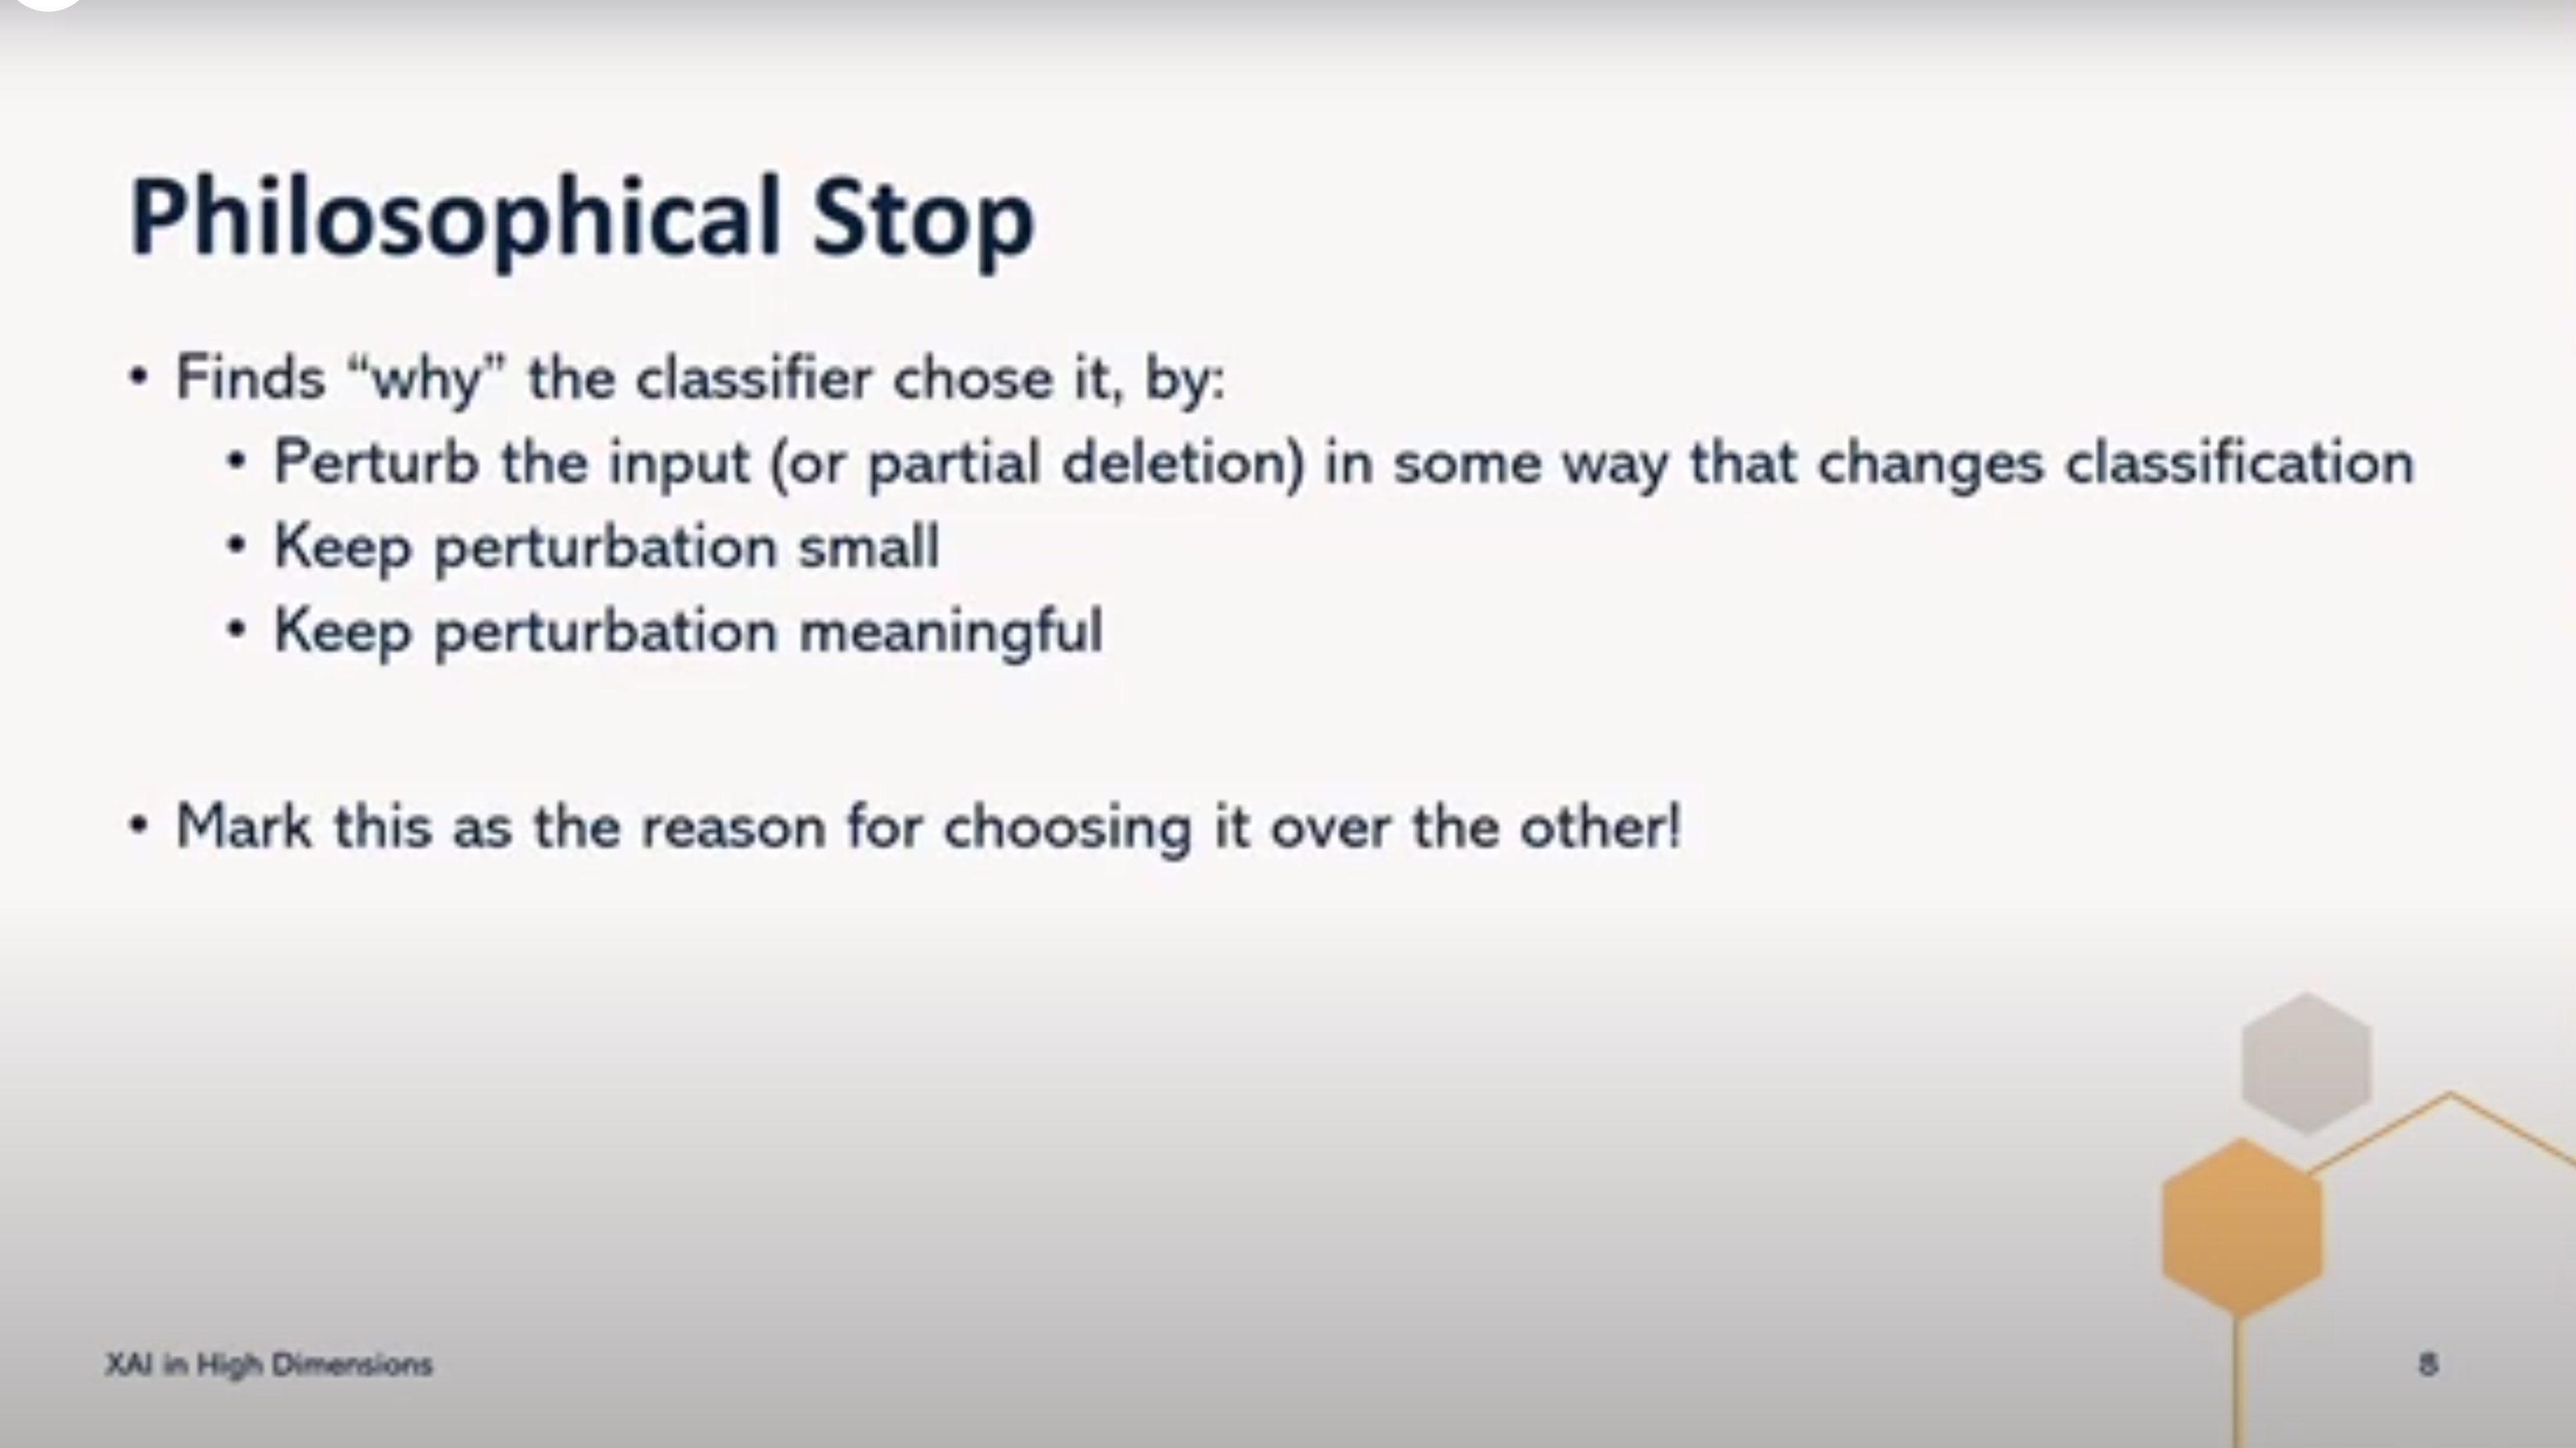 Philosophical Stop
• Finds “why” the classifier chose it, by:
• Perturb the input (or partial deletion) in some way that changes classification
• Keep perturbation small
• Keep perturbation meaningful
• Mark this as the reason for choosing it over the other!
XAI in High Dimensions
8